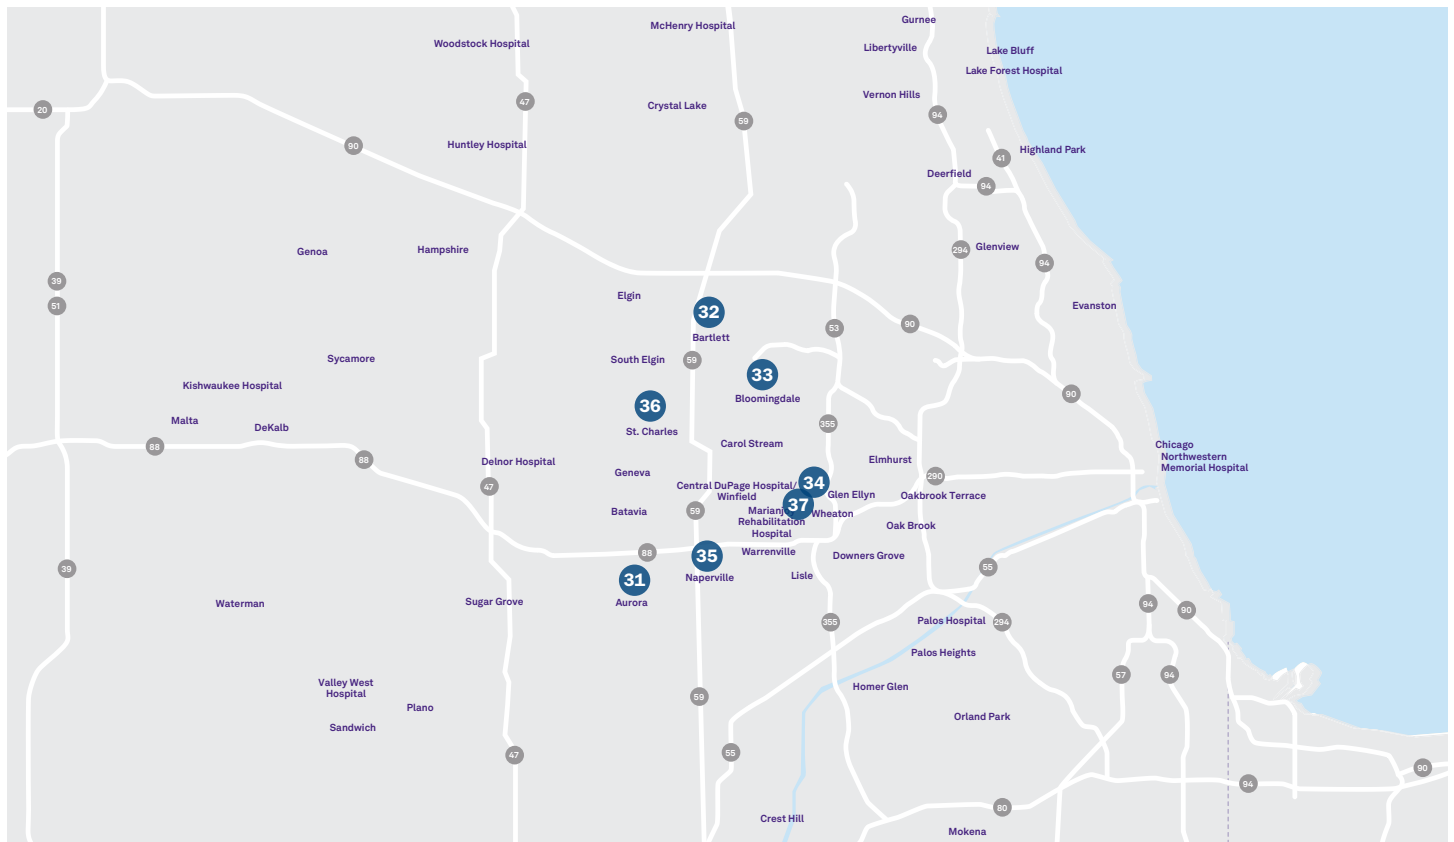 Gurnee
McHenry Hospital
Woodstock Hospital
Libertyville
Lake Bluff
Lake Forest Hospital
Vernon Hills
47
Crystal Lake
20
94
59
90
Huntley Hospital
Highland Park
41
Deerfield
94
Genoa
Hampshire
294
Glenview
94
39
Elgin
51
Evanston
32
90
53
Bartlett
Sycamore
South Elgin
59
33
Kishwaukee Hospital
90
Bloomingdale
36
Malta
355
DeKalb
St. Charles
88
Carol Stream
Chicago
Northwestern
Memorial Hospital
88
Delnor Hospital
Elmhurst
Geneva
290
47
Central DuPage Hospital/
Winfield
34
Glen Ellyn
Oakbrook Terrace
37
Batavia
59
Marianj
Rehabilitation
Hospital
Wheaton
Oak Brook
88
35
Warrenville
Downers Grove
39
55
31
Naperville
Lisle
Aurora
Waterman
Sugar Grove
94
90
355
Palos Hospital
294
Palos Heights
57
94
Valley West
Hospital
Homer Glen
59
Plano
Orland Park
Sandwich
47
55
90
94
80
Crest Hill
Mokena